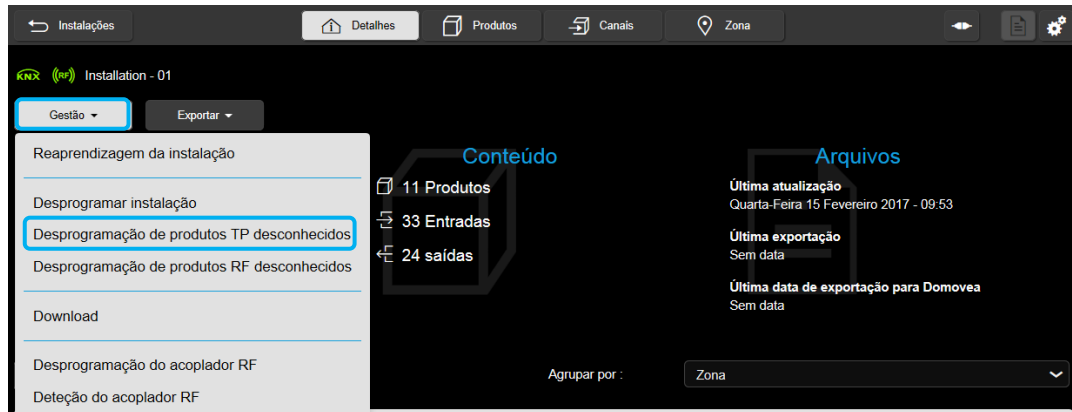 Instalações
Detalhes
Produtos
Canais
Zona
KNX ((RF)) Installation - 01
Gestão
Exportar
Reaprendizagem da instalação
Desprogramar instalação
Desprogramação de produtos TP desconhecidos
Desprogramação de produtos RF desconhecidos
Download
Desprogramação do acoplador RF
Deteção do acoplador RF
Conteúdo
11 Produtos
33 Entradas
24 saídas
Arquivos
Última atualização
Quarta-Feira 15 Fevereiro 2017 - 09:53
Última exportação
Sem data
Última data de exportação para Domovea
Sem data
Agrupar por :
Zona